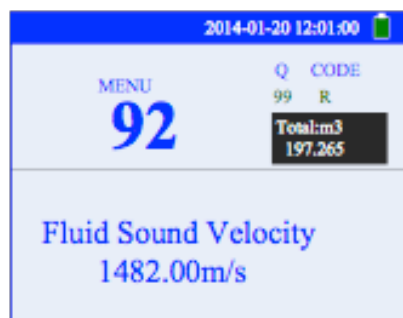 2014-01-20 12:01:00
MENU
92
Q CODE
99 R
Total:m3
197.265
Fluid Sound Velocity
1482.00m/s